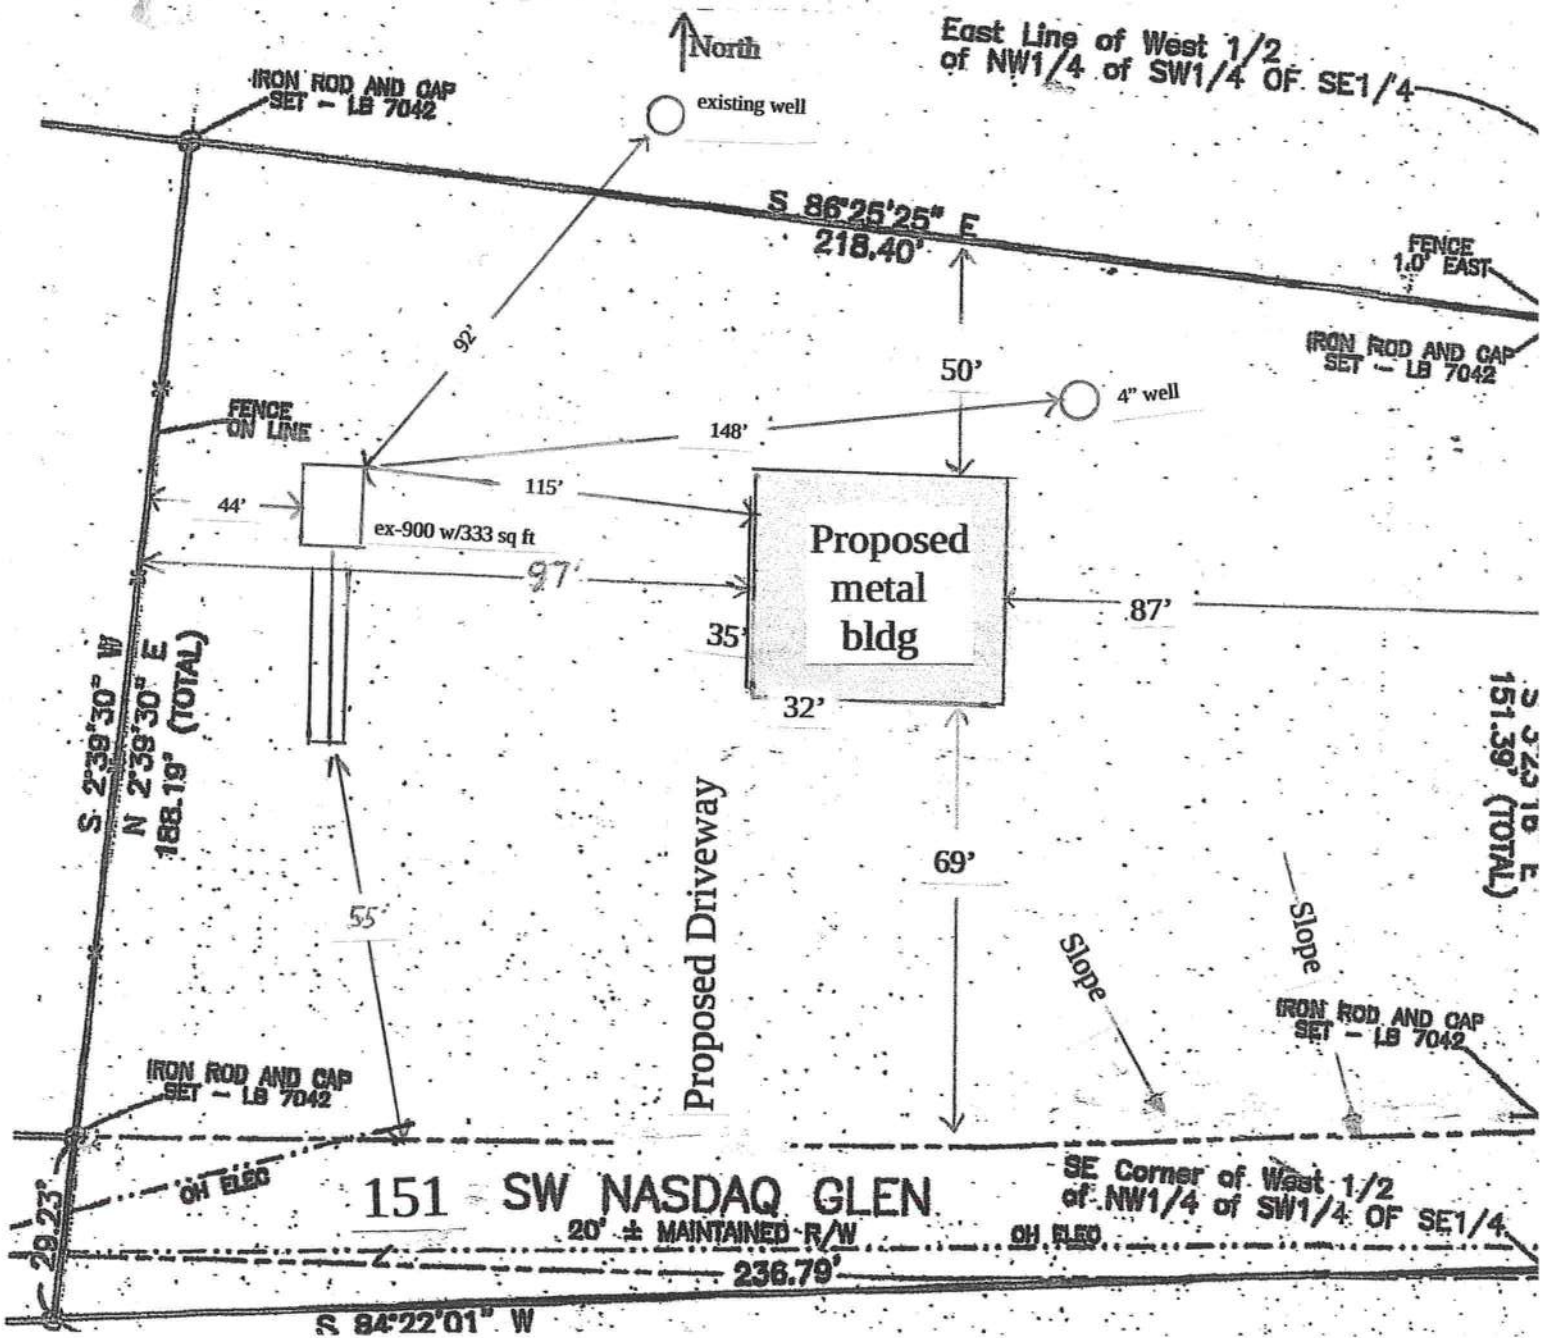 North
East Line of West 1/2
of NW1/4 of SW1/4 OF SE1/4
IRON ROD AND CAP
SET - LB 7042
existing well
S 86°25'25" E
218.40'
FENCE
1.0' EAST
IRON ROD AND CAP
SET - LB 7042
92'
50'
4" well
FENCE
ON LINE
148'
115'
44'
ex-900 w/333 sq ft
Proposed
metal
bldg
97'
87'
35'
32'
S 2°39'30" W
N 2°39'30" E
188.19' (TOTAL)
E
151.39' (TOTAL)
Proposed Driveway
69'
55'
Slope
Slope
IRON ROD AND CAP
SET - LB 7042
IRON ROD AND CAP
SET - LB 7042
OH ELEC
29.23'
151 SW NASDAQ GLEN
20' ± MAINTAINED R/W
OH ELEC
SE Corner of West 1/2
of NW1/4 of SW1/4 OF SE1/4
236.79'
S 84°22'01" W